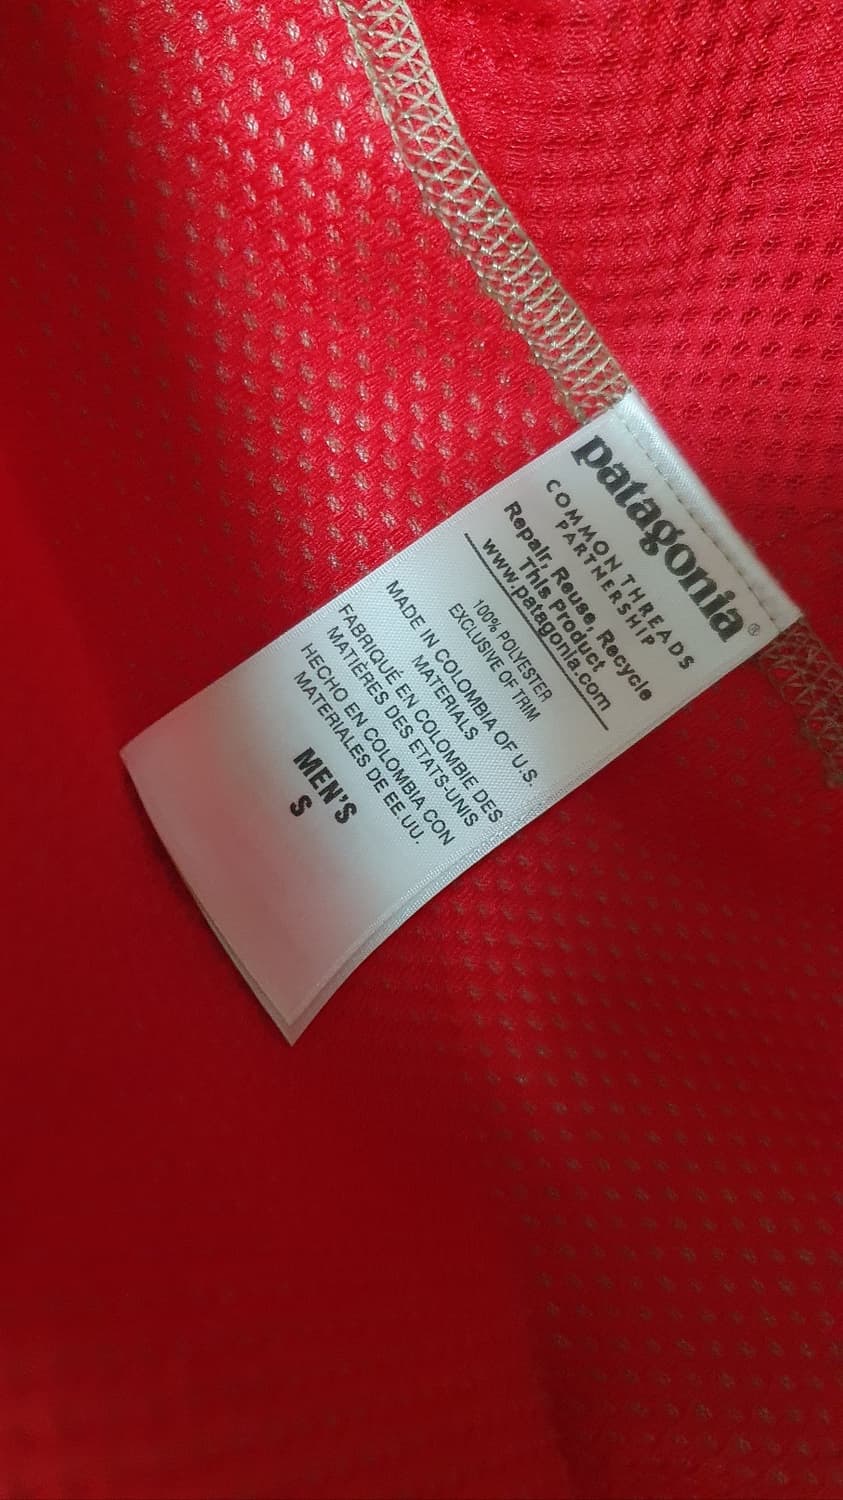 patagonia®
COMMON THREADS
PARTNERSHIP
Repair, Reuse, Recycle
This Product
www.patagonia.com
100% POLYESTER
EXCLUSIVE OF TRIM
MADE IN COLOMBIA OF U.S.
MATERIALS
FABRIQUÉ EN COLOMBIE DES
MATIÈRES DES ETATS-UNIS
HECHO EN COLOMBIA CON
MATERIALES DE EE.UU.
MEN'S
S